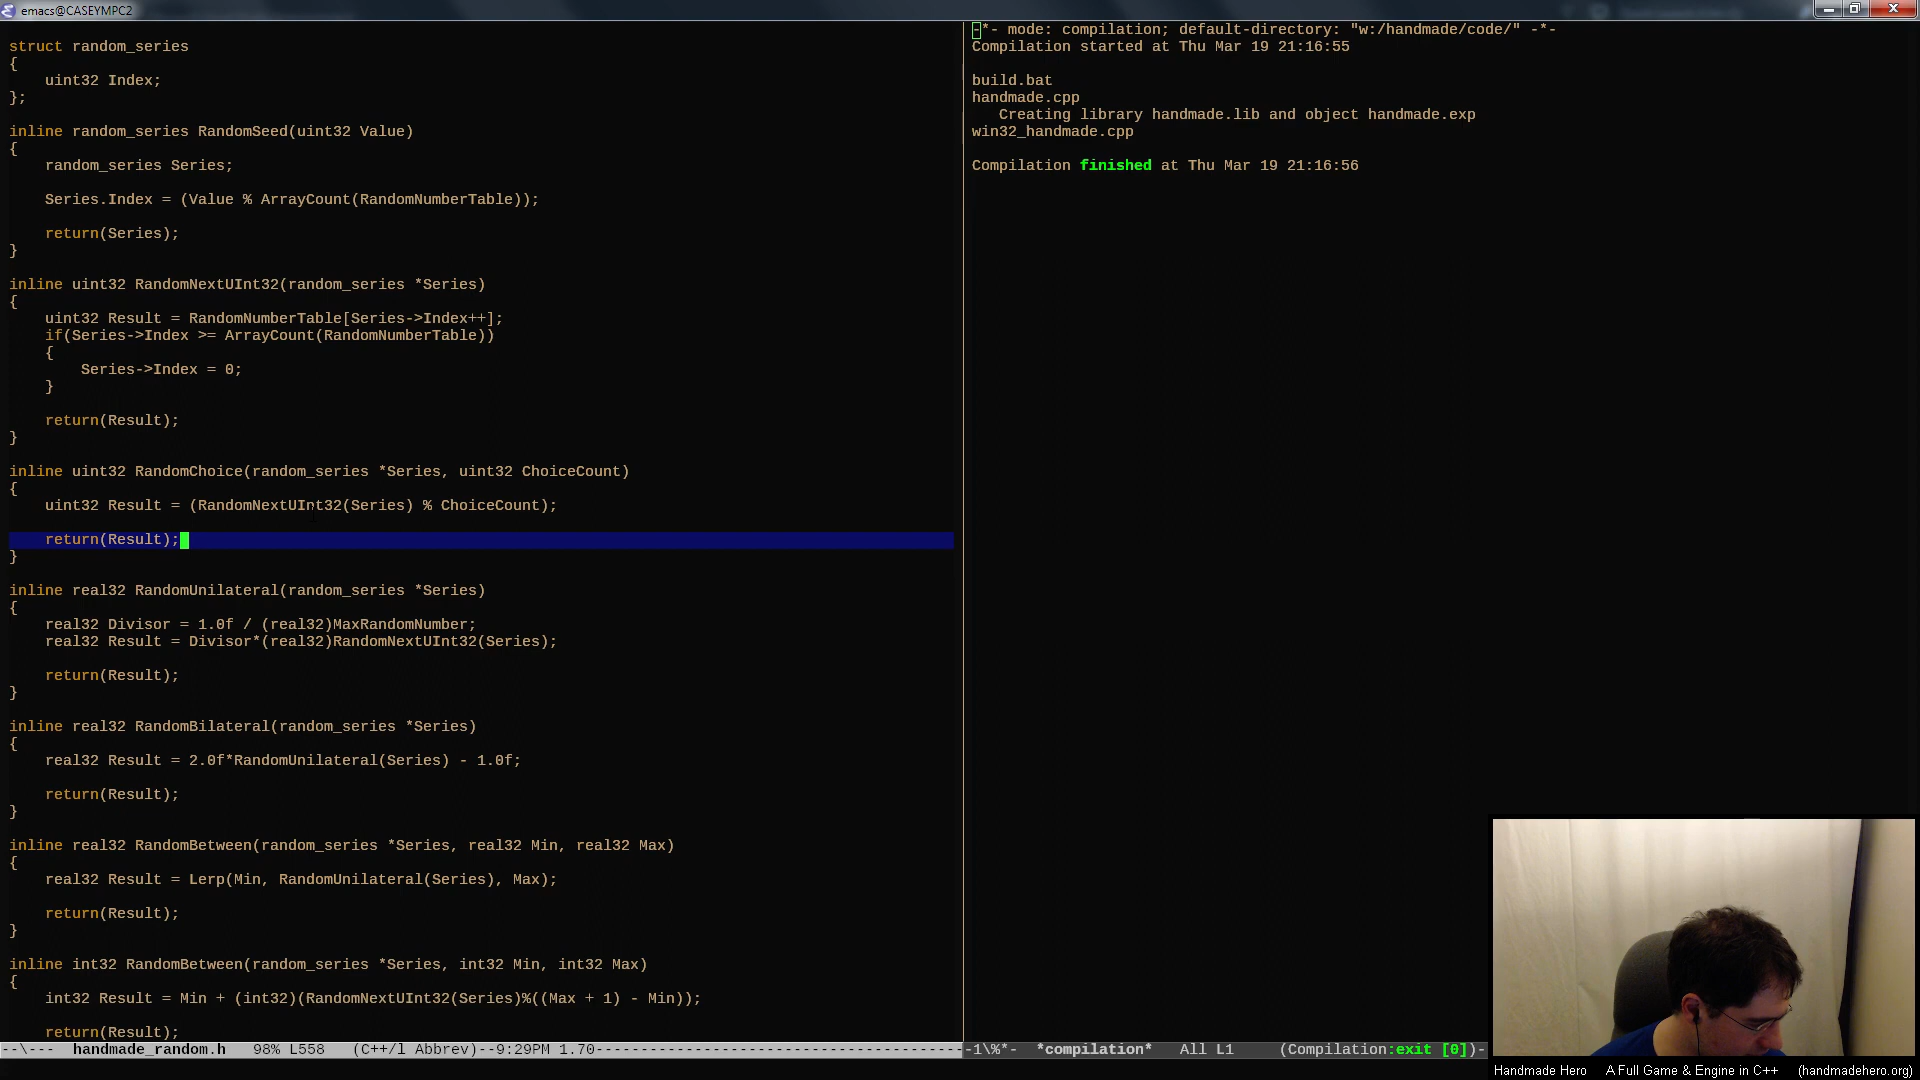 emacs@CASEYMPC2
struct random_series
{
    uint32 Index;
};
inline random_series RandomSeed(uint32 Value)
{
    random_series Series;
    Series.Index = (Value % ArrayCount(RandomNumberTable));
    return(Series);
}
inline uint32 RandomNextUInt32(random_series *Series)
{
    uint32 Result = RandomNumberTable[Series->Index++];
    if(Series->Index >= ArrayCount(RandomNumberTable))
    {
        Series->Index = 0;
    }
    return(Result);
}
inline uint32 RandomChoice(random_series *Series, uint32 ChoiceCount)
{
    uint32 Result = (RandomNextUInt32(Series) % ChoiceCount);
    return(Result);
}
inline real32 RandomUnilateral(random_series *Series)
{
    real32 Divisor = 1.0f / (real32)MaxRandomNumber;
    real32 Result = Divisor*(real32)RandomNextUInt32(Series);
    return(Result);
}
inline real32 RandomBilateral(random_series *Series)
{
    real32 Result = 2.0f*RandomUnilateral(Series) - 1.0f;
    return(Result);
}
inline real32 RandomBetween(random_series *Series, real32 Min, real32 Max)
{
    real32 Result = Lerp(Min, RandomUnilateral(Series), Max);
    return(Result);
}
inline int32 RandomBetween(random_series *Series, int32 Min, int32 Max)
{
    int32 Result = Min + (int32)(RandomNextUInt32(Series)%((Max + 1) - Min));
    return(Result);
--\---  handmade_random.h    98% L558   (C++/l Abbrev)--9:29PM 1.70-----------------------------------------
-*- mode: compilation; default-directory: "w:/handmade/code/" -*-
Compilation started at Thu Mar 19 21:16:55
build.bat
handmade.cpp
   Creating library handmade.lib and object handmade.exp
win32_handmade.cpp
Compilation finished at Thu Mar 19 21:16:56
-1\%*-  *compilation*   All L1     (Compilation:exit [0])-
Handmade Hero    A Full Game & Engine in C++    (handmadehero.org)